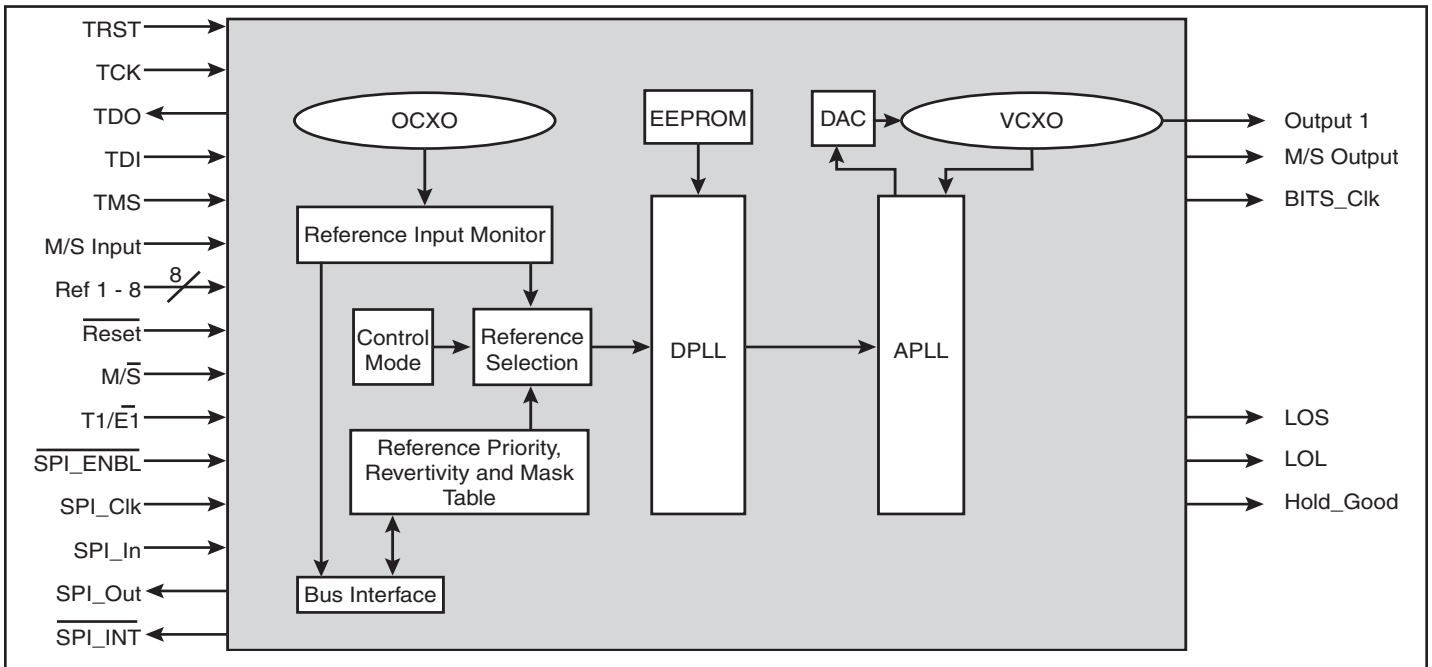 TRST
TCK
TDO
TDI
TMS
M/S Input
Ref 1 - 8
8
Reset
M/S̅
T1/E̅1
SPI_ENBL
SPI_Clk
SPI_In
SPI_Out
SPI_INT
OCXO
Reference Input Monitor
Control
Mode
Reference
Selection
Reference Priority,
Revertivity and Mask
Table
Bus Interface
EEPROM
DPLL
DAC
VCXO
APLL
Output 1
M/S Output
BITS_Clk
LOS
LOL
Hold_Good